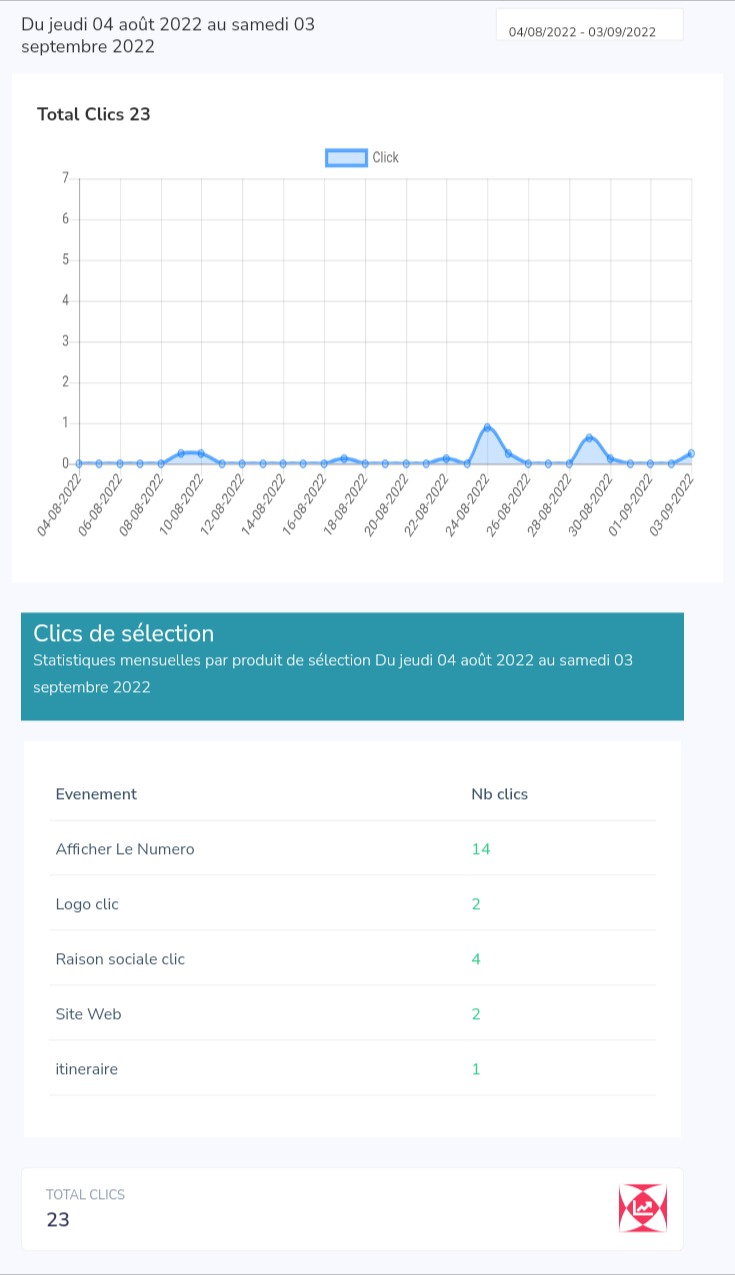 Du jeudi 04 août 2022 au samedi 03
septembre 2022
04/08/2022 - 03/09/2022
Total Clics 23
Click
7
6
5
4
3
2
1
0
04-08-2022
06-08-2022
08-08-2022
10-08-2022
12-08-2022
14-08-2022
16-08-2022
18-08-2022
20-08-2022
22-08-2022
24-08-2022
26-08-2022
28-08-2022
30-08-2022
01-09-2022
03-09-2022
Clics de sélection
Statistiques mensuelles par produit de sélection Du jeudi 04 août 2022 au samedi 03
septembre 2022
Evenement Nb clics
Afficher Le Numero 14
Logo clic 2
Raison sociale clic 4
Site Web 2
itineraire 1
TOTAL CLICS
23